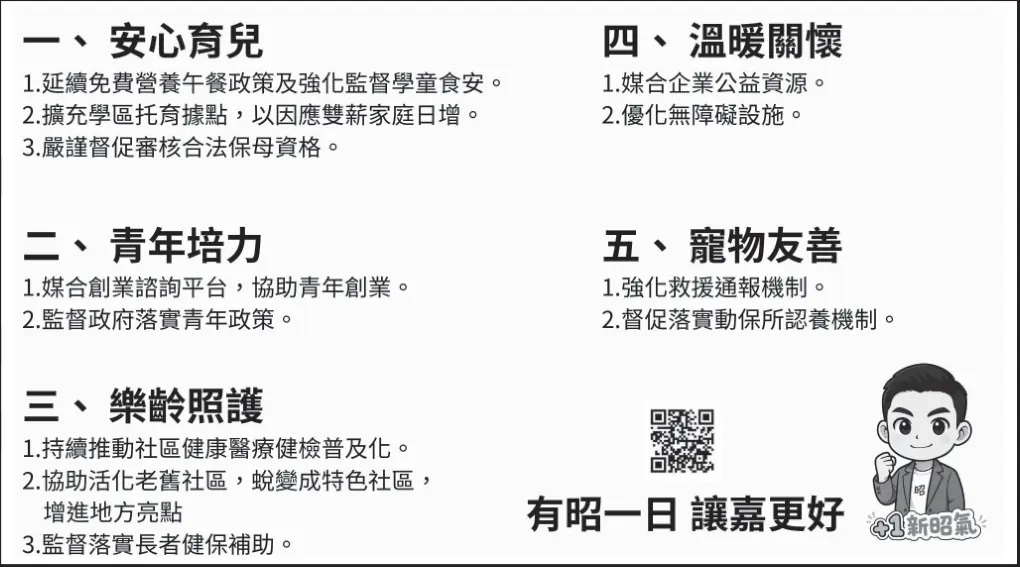 一、 安心育兒
1.延續免費營養午餐政策及強化監督學童食安。
2.擴充學區托育據點，以因應雙薪家庭日增。
3.嚴謹督促審核合法保母資格。
二、 青年培力
1.媒合創業諮詢平台，協助青年創業。
2.監督政府落實青年政策。
三、 樂齡照護
1.持續推動社區健康醫療健檢普及化。
2.協助活化老舊社區，蛻變成特色社區，
增進地方亮點
3.監督落實長者健保補助。
四、 溫暖關懷
1.媒合企業公益資源。
2.優化無障礙設施。
五、 寵物友善
1.強化救援通報機制。
2.督促落實動保所認養機制。
有昭一日 讓嘉更好
昭
+1新昭氣